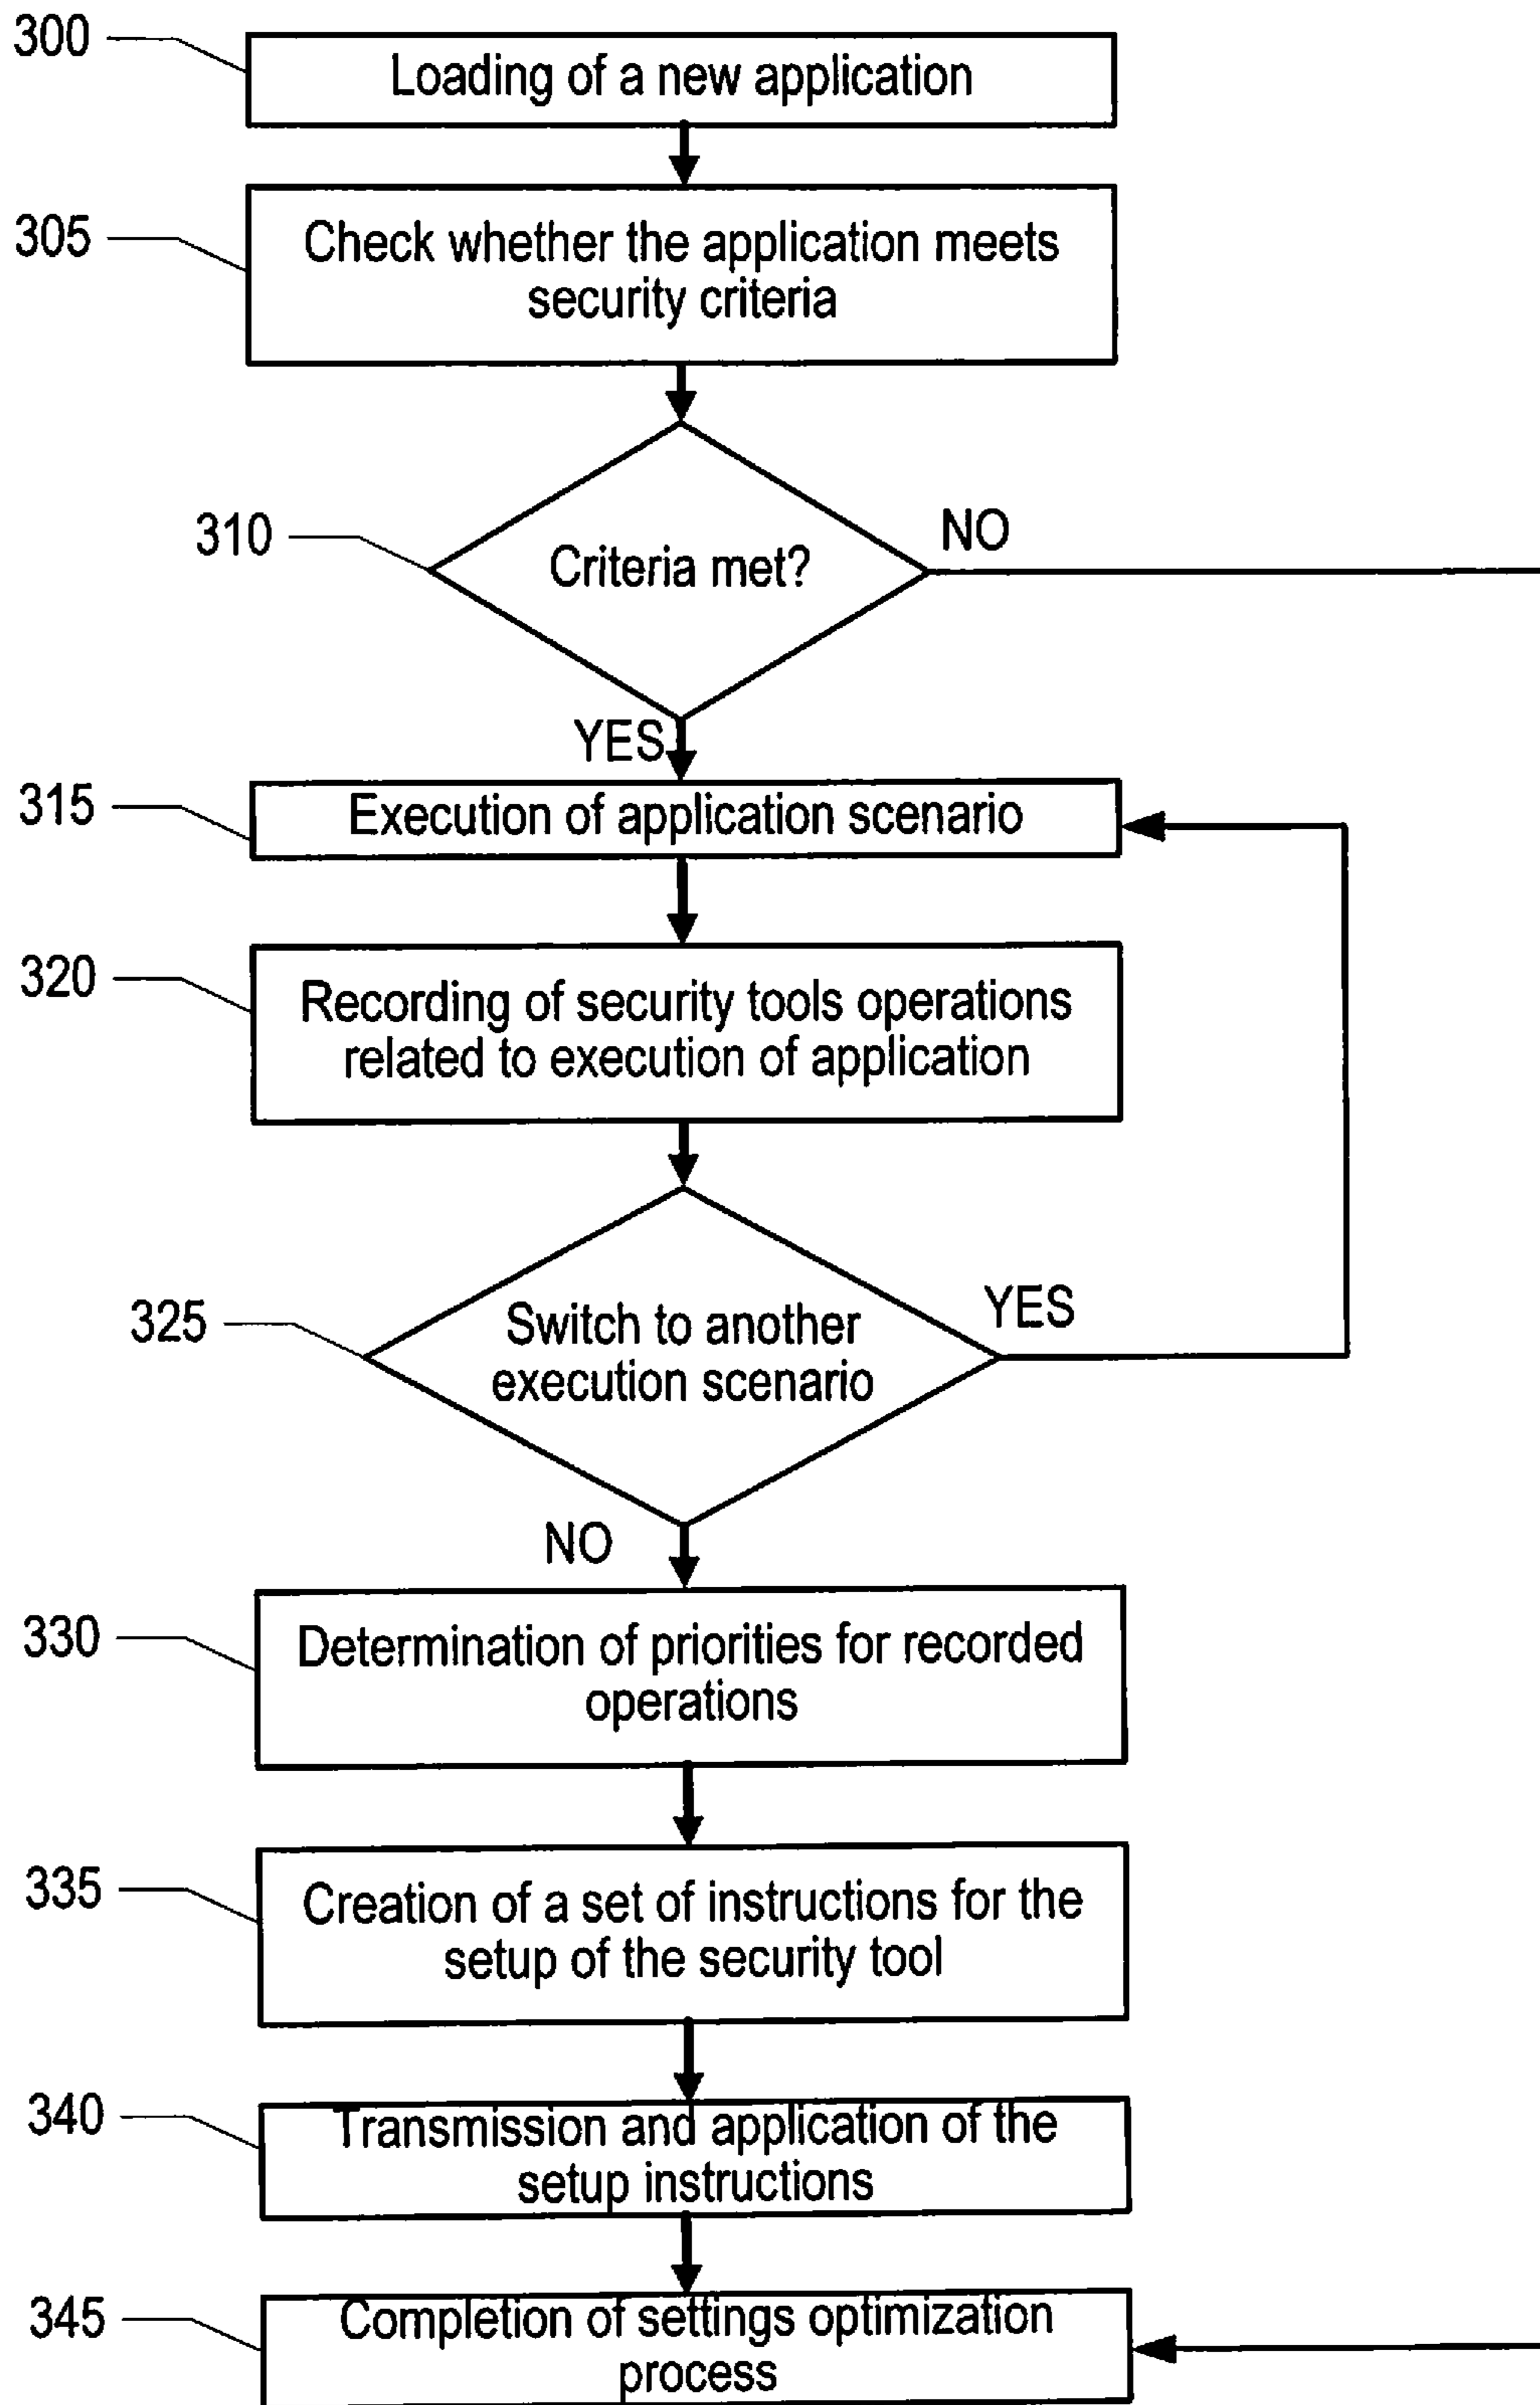 300
Loading of a new application
305
Check whether the application meets
security criteria
310
Criteria met?
NO
YES
315
Execution of application scenario
320
Recording of security tools operations
related to execution of application
325
Switch to another
execution scenario
YES
NO
330
Determination of priorities for recorded
operations
335
Creation of a set of instructions for the
setup of the security tool
340
Transmission and application of the
setup instructions
345
Completion of settings optimization
process